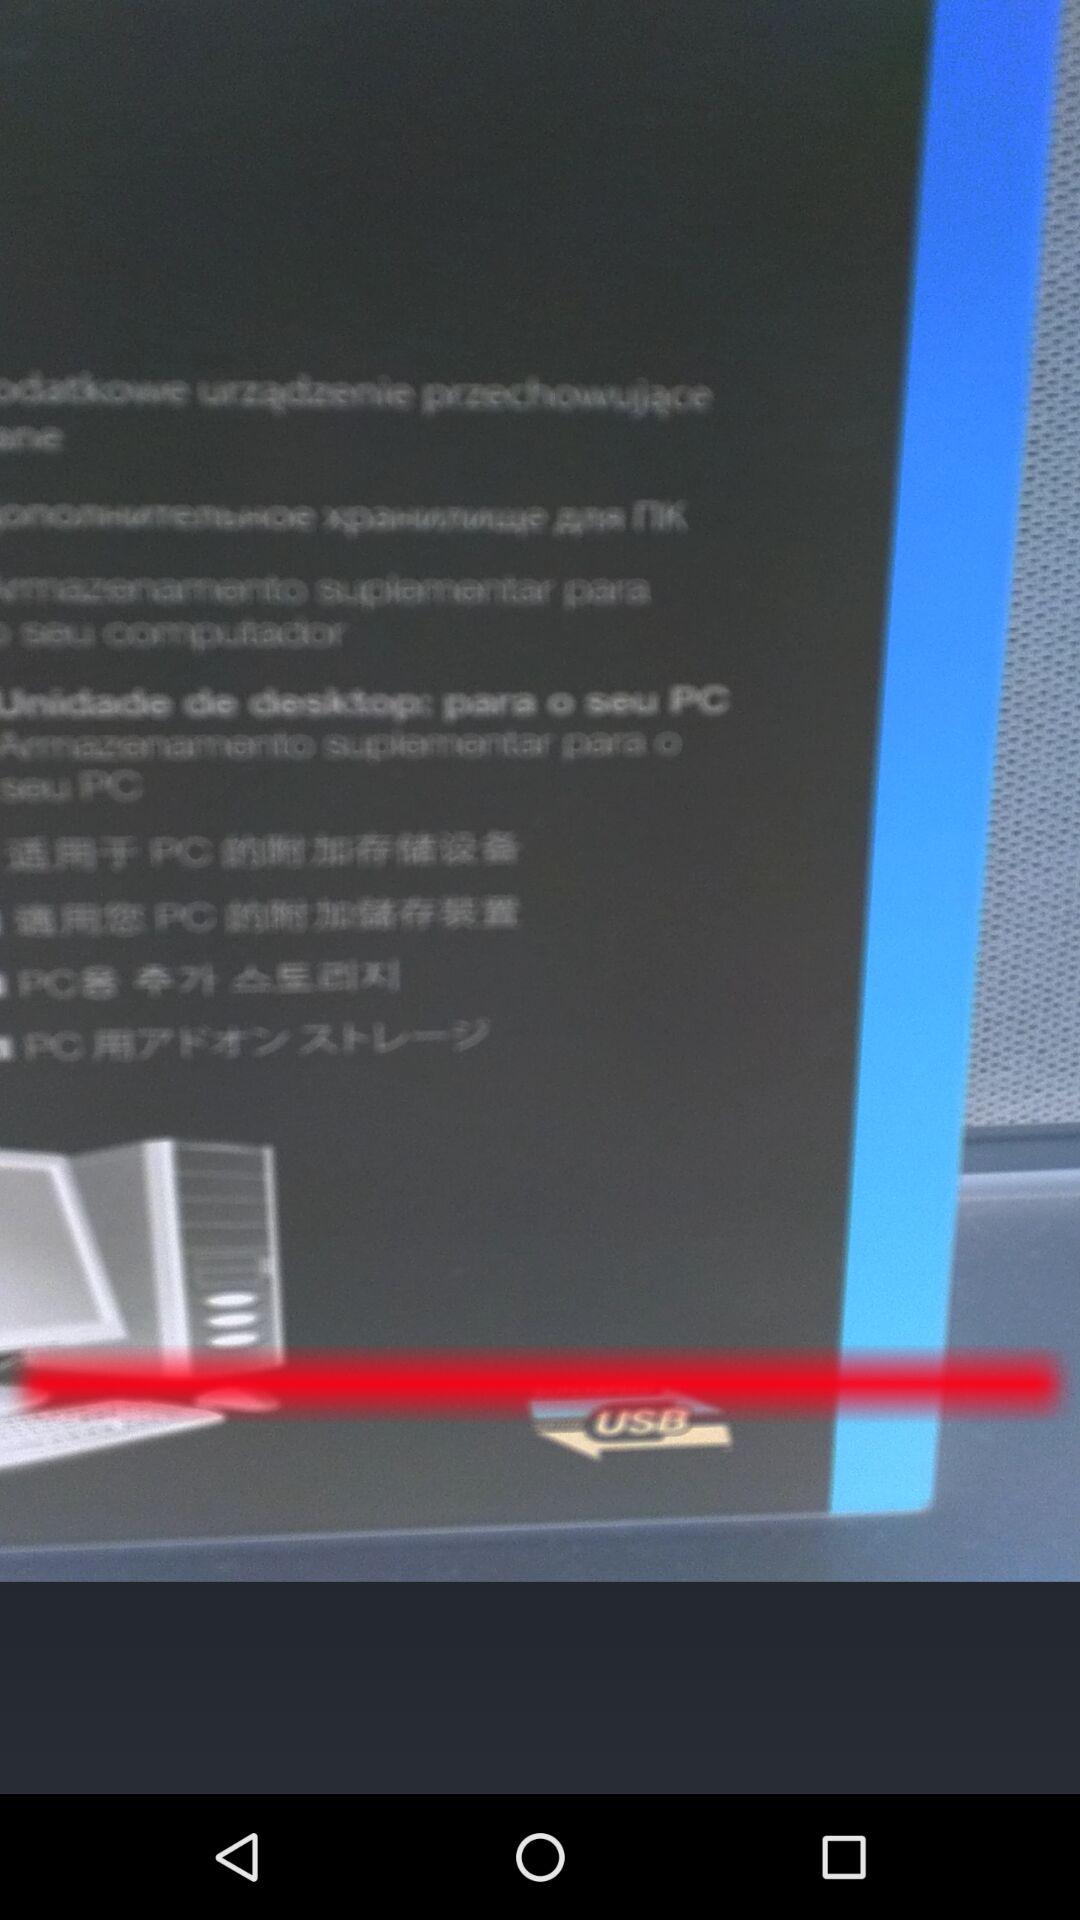 odatkowe urządzenie przechowujące
ane
ополнительное хранилище для ПК
Armazenamento suplementar para
o seu computador
Unidade de desktop: para o seu PC
Armazenamento suplementar para o
seu PC
适用于 PC 的附加存储设备
適用您 PC 的附加儲存裝置
PC용 추가 스토리지
PC 用アドオン ストレージ
USB